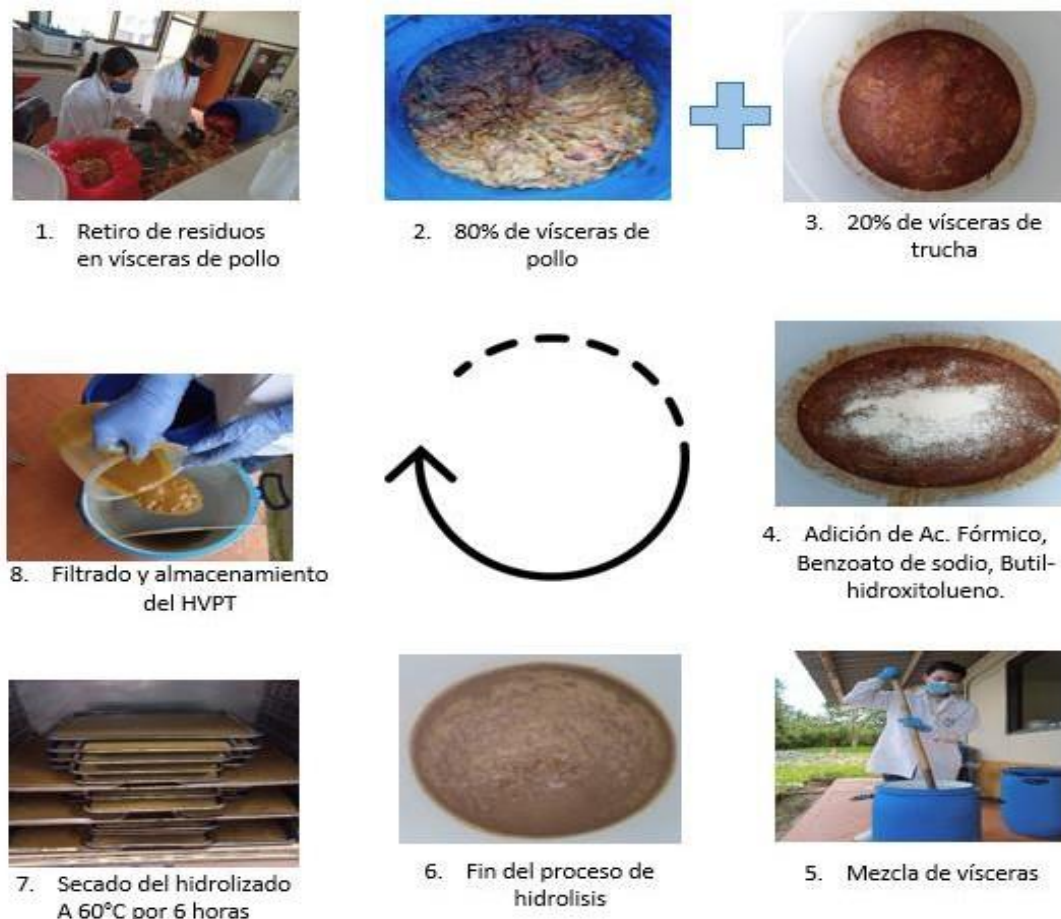 1. Retiro de residuos
en vísceras de pollo
2. 80% de vísceras de
pollo
3. 20% de vísceras de
trucha
4. Adición de Ac. Fórmico,
Benzoato de sodio, Butil-
hidroxitolueno.
5. Mezcla de vísceras
6. Fin del proceso de
hidrolisis
7. Secado del hidrolizado
A 60°C por 6 horas
8. Filtrado y almacenamiento
del HVPT